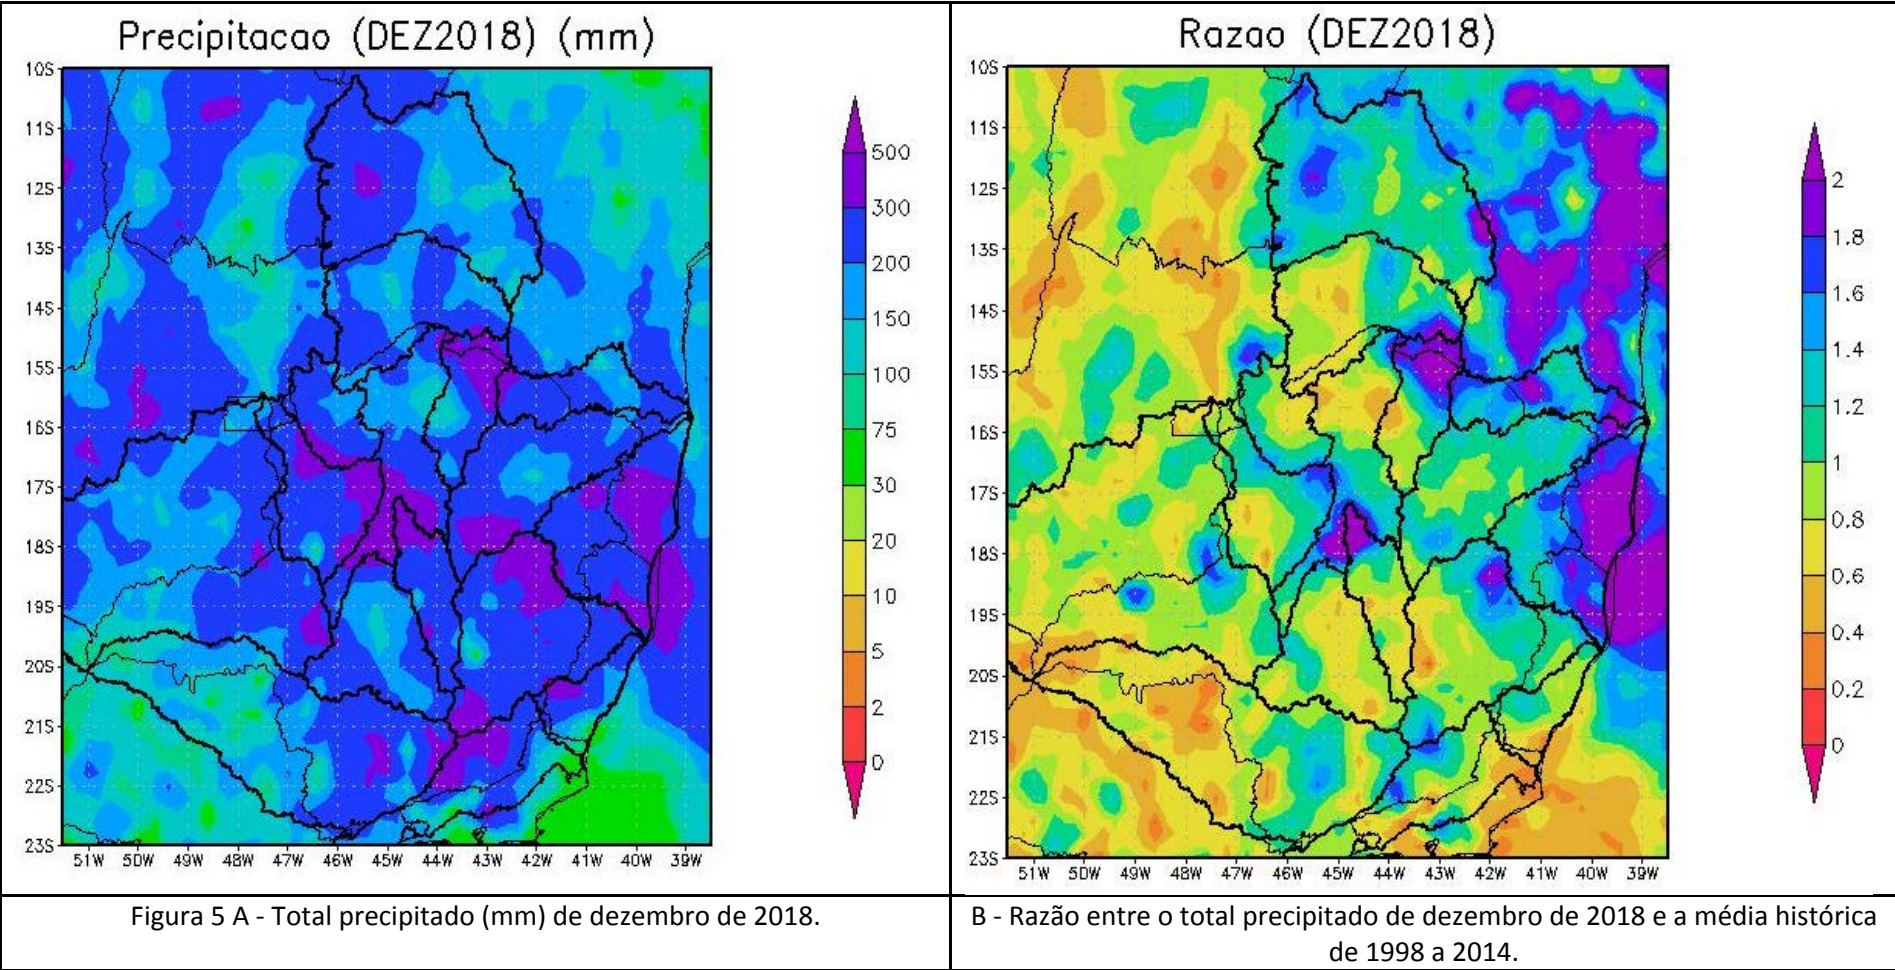 Precipitacao (DEZ2018) (mm)
10S
11S
12S
13S
14S
15S
16S
17S
18S
19S
20S
21S
22S
23S
51W 50W 49W 48W 47W 46W 45W 44W 43W 42W 41W 40W 39W
500
300
200
150
100
75
30
20
10
5
2
0
Razao (DEZ2018)
10S
11S
12S
13S
14S
15S
16S
17S
18S
19S
20S
21S
22S
23S
51W 50W 49W 48W 47W 46W 45W 44W 43W 42W 41W 40W 39W
2
1.8
1.6
1.4
1.2
1
0.8
0.6
0.4
0.2
0
Figura 5 A - Total precipitado (mm) de dezembro de 2018.
B - Razão entre o total precipitado de dezembro de 2018 e a média histórica
de 1998 a 2014.